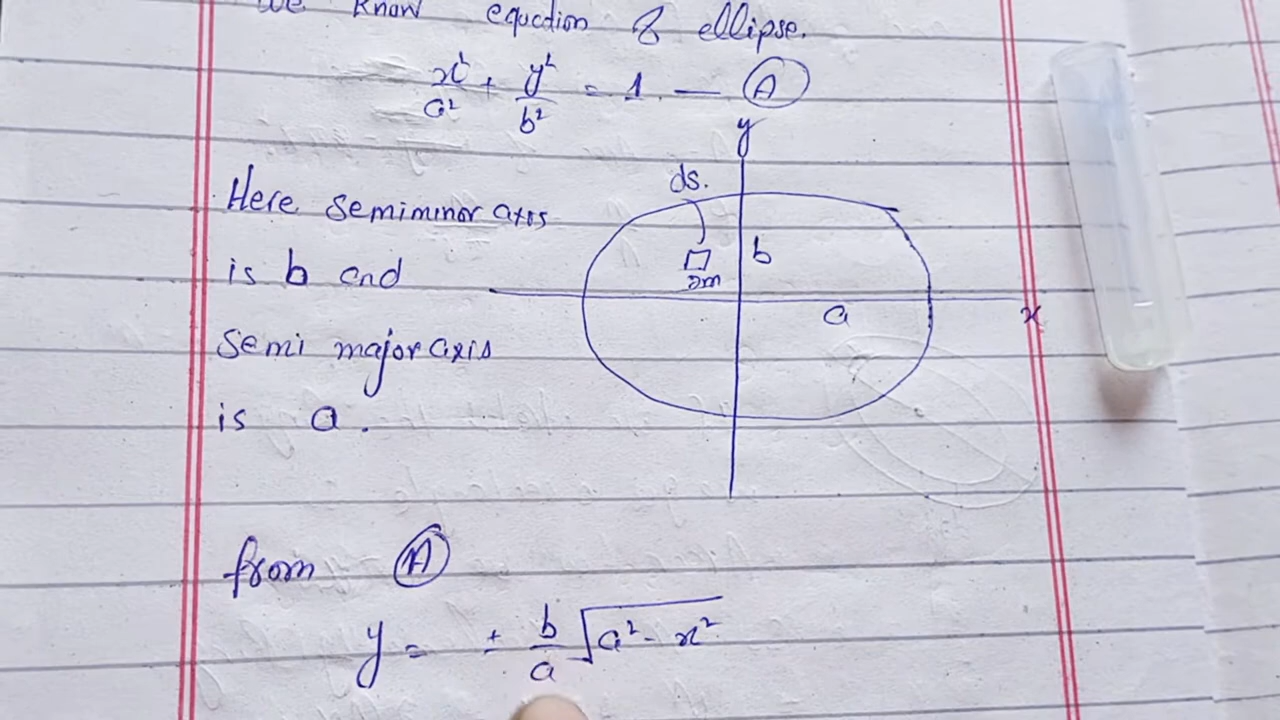 We know equation of ellipse.
x²/a² + y²/b² = 1 — (A)
y
ds.
Here semiminor axis
b
is b and
dm
a
x
semi major axis
is a.
from (A)
y = ± b/a √(a² - x²)